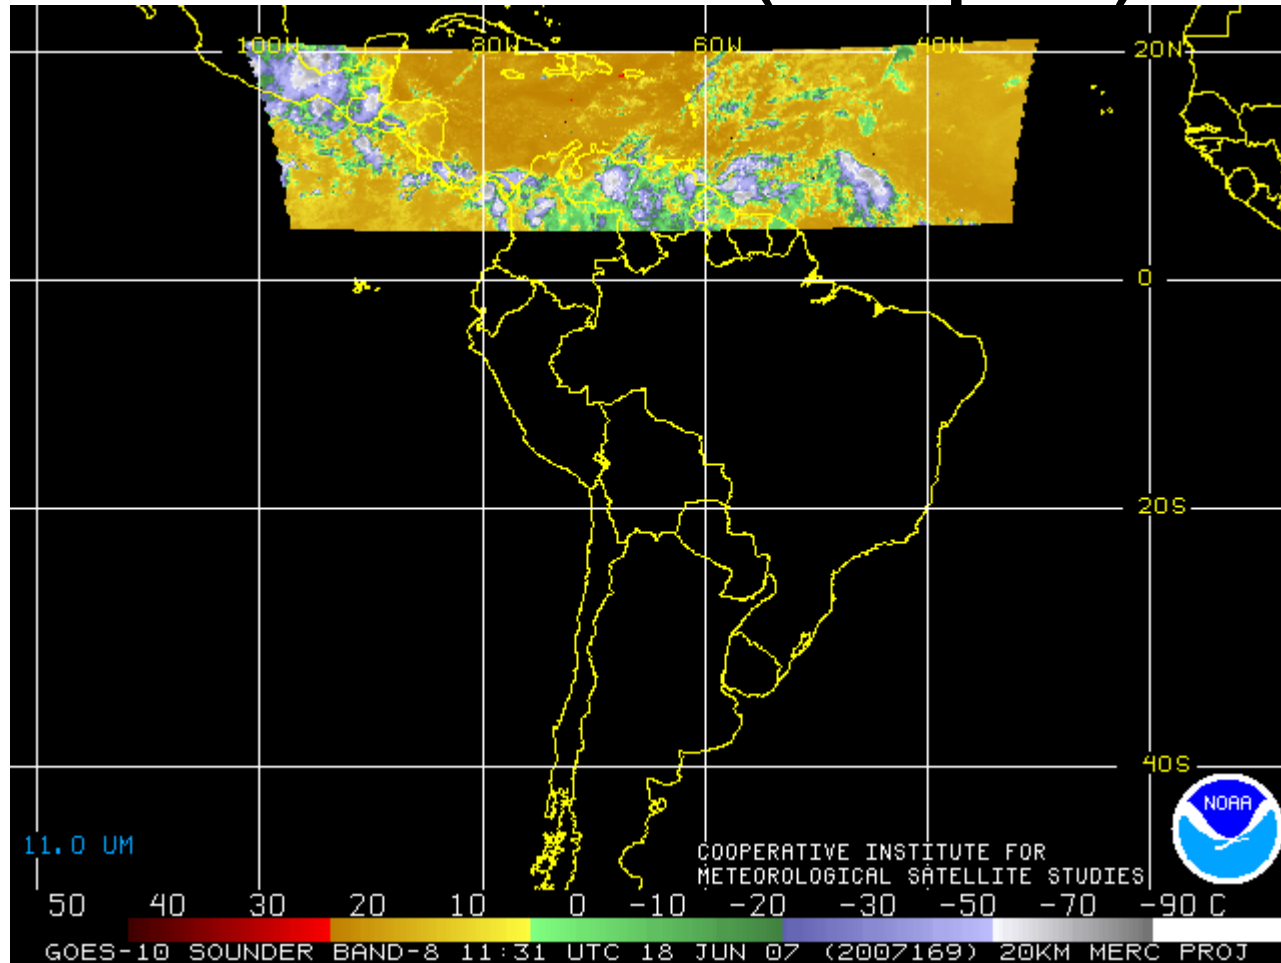 100W 80W 60W 40W
20N
0
20S
40S
NOAA
11.0 UM
COOPERATIVE INSTITUTE FOR
METEOROLOGICAL SATELLITE STUDIES
50 40 30 20 10 0 -10 -20 -30 -50 -70 -90 C
GOES-10 SOUNDER BAND-8 11:31 UTC 18 JUN 07 (2007169) 20KM MERC PROJ